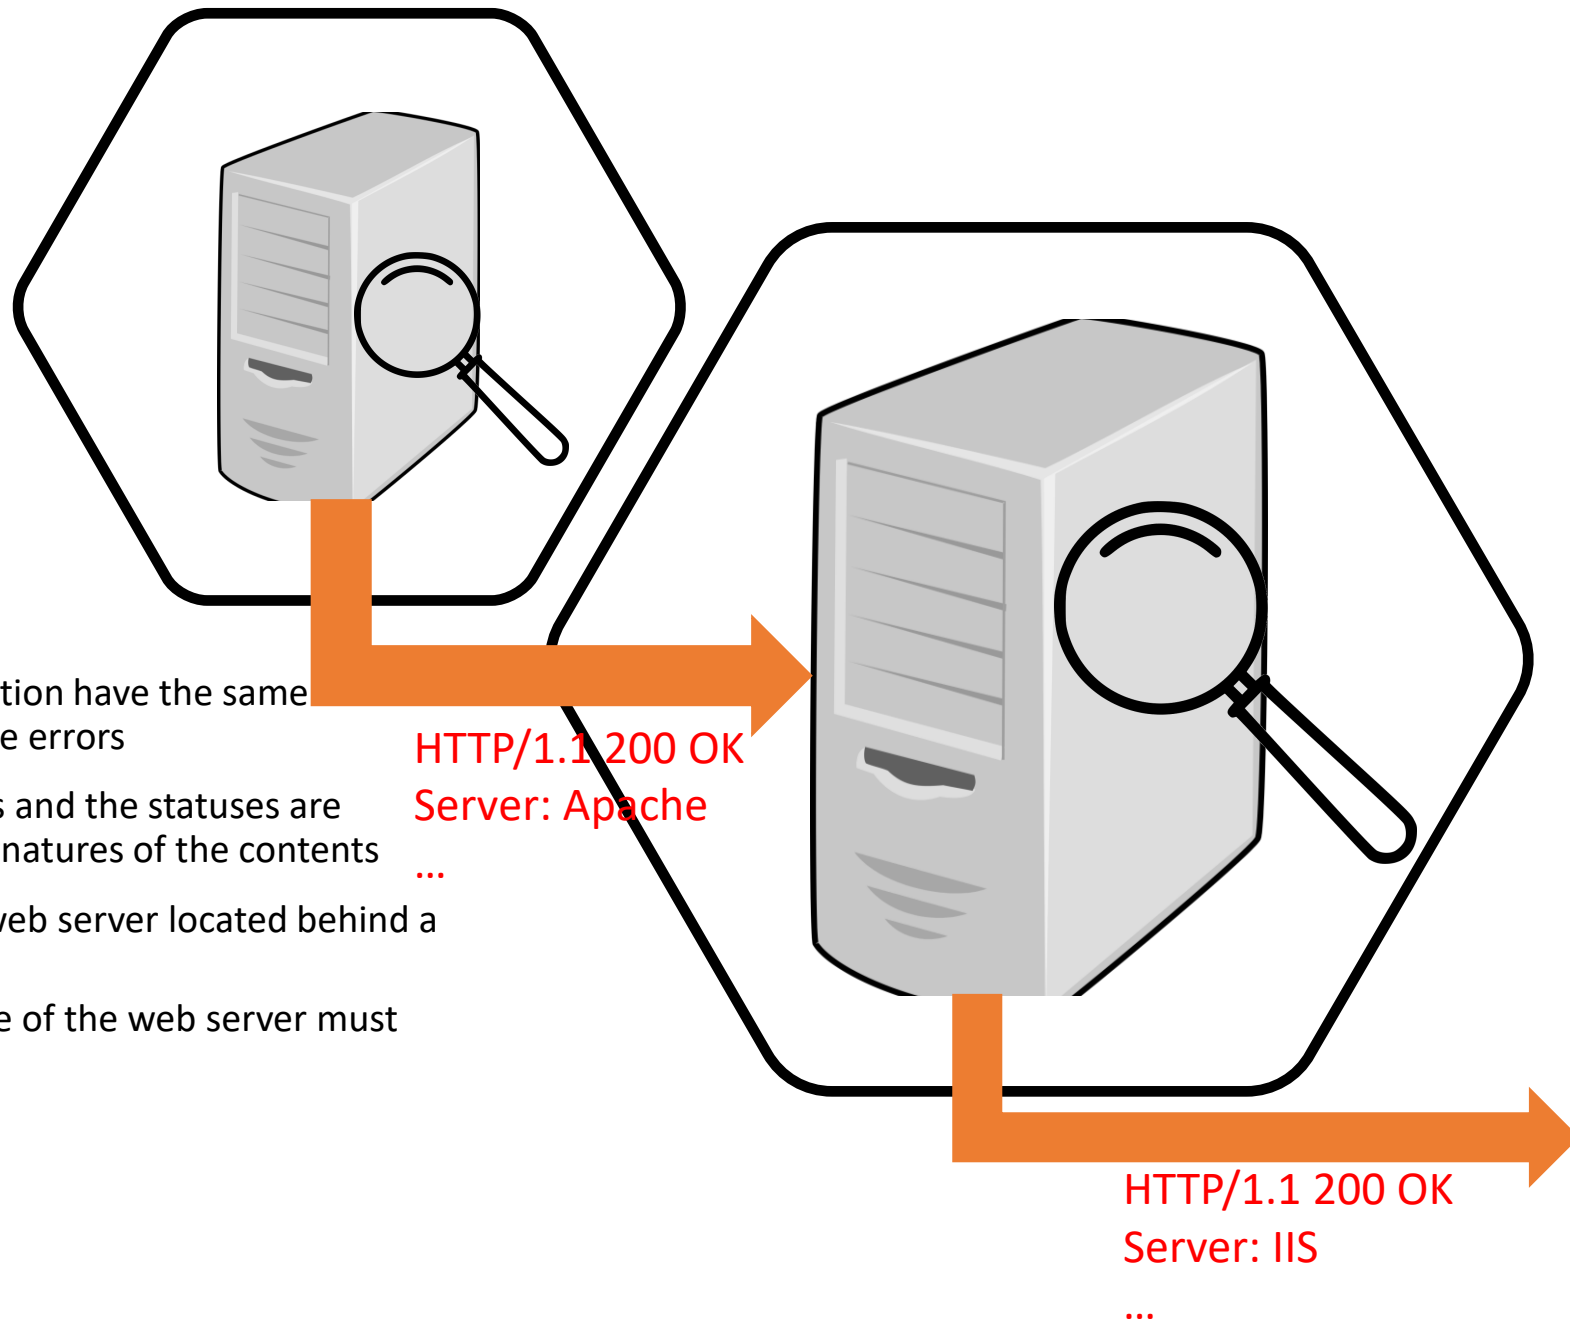 tion have the same
e errors
s and the statuses are
natures of the contents
web server located behind a
e of the web server must
HTTP/1.1 200 OK
Server: Apache
...
HTTP/1.1 200 OK
Server: IIS
...